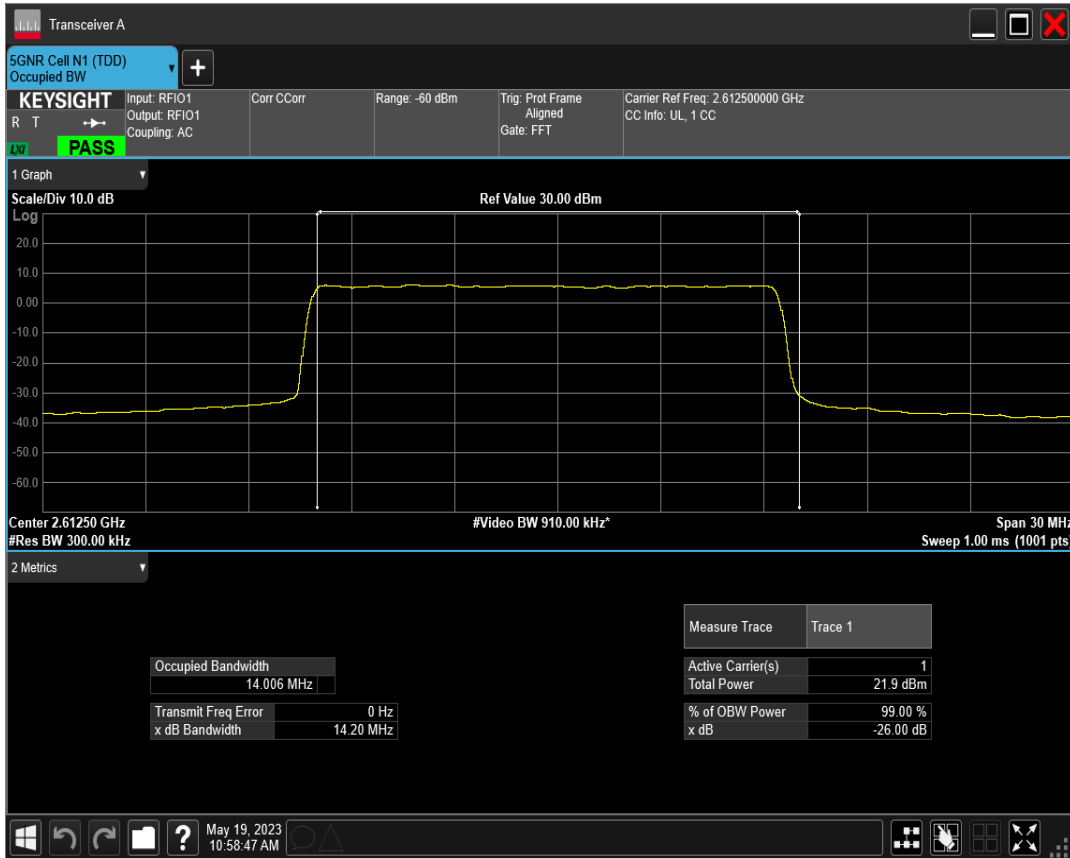 Transceiver A
5GNR Cell N1 (TDD)
Occupied BW
KEYSIGHT
R T
LXI
PASS
Input: RFIO1
Output: RFIO1
Coupling: AC
Corr CCorr
Range: -60 dBm
Trig: Prot Frame
Aligned
Gate: FFT
Carrier Ref Freq: 2.612500000 GHz
CC Info: UL, 1 CC
1 Graph
Scale/Div 10.0 dB
Ref Value 30.00 dBm
Log
20.0
10.0
0.00
-10.0
-20.0
-30.0
-40.0
-50.0
-60.0
Center 2.61250 GHz
#Video BW 910.00 kHz*
Span 30 MHz
#Res BW 300.00 kHz
Sweep 1.00 ms (1001 pts)
2 Metrics
Measure Trace Trace 1
Occupied Bandwidth
14.006 MHz
Transmit Freq Error 0 Hz
x dB Bandwidth 14.20 MHz
Active Carrier(s) 1
Total Power 21.9 dBm
% of OBW Power 99.00 %
x dB -26.00 dB
May 19, 2023
10:58:47 AM